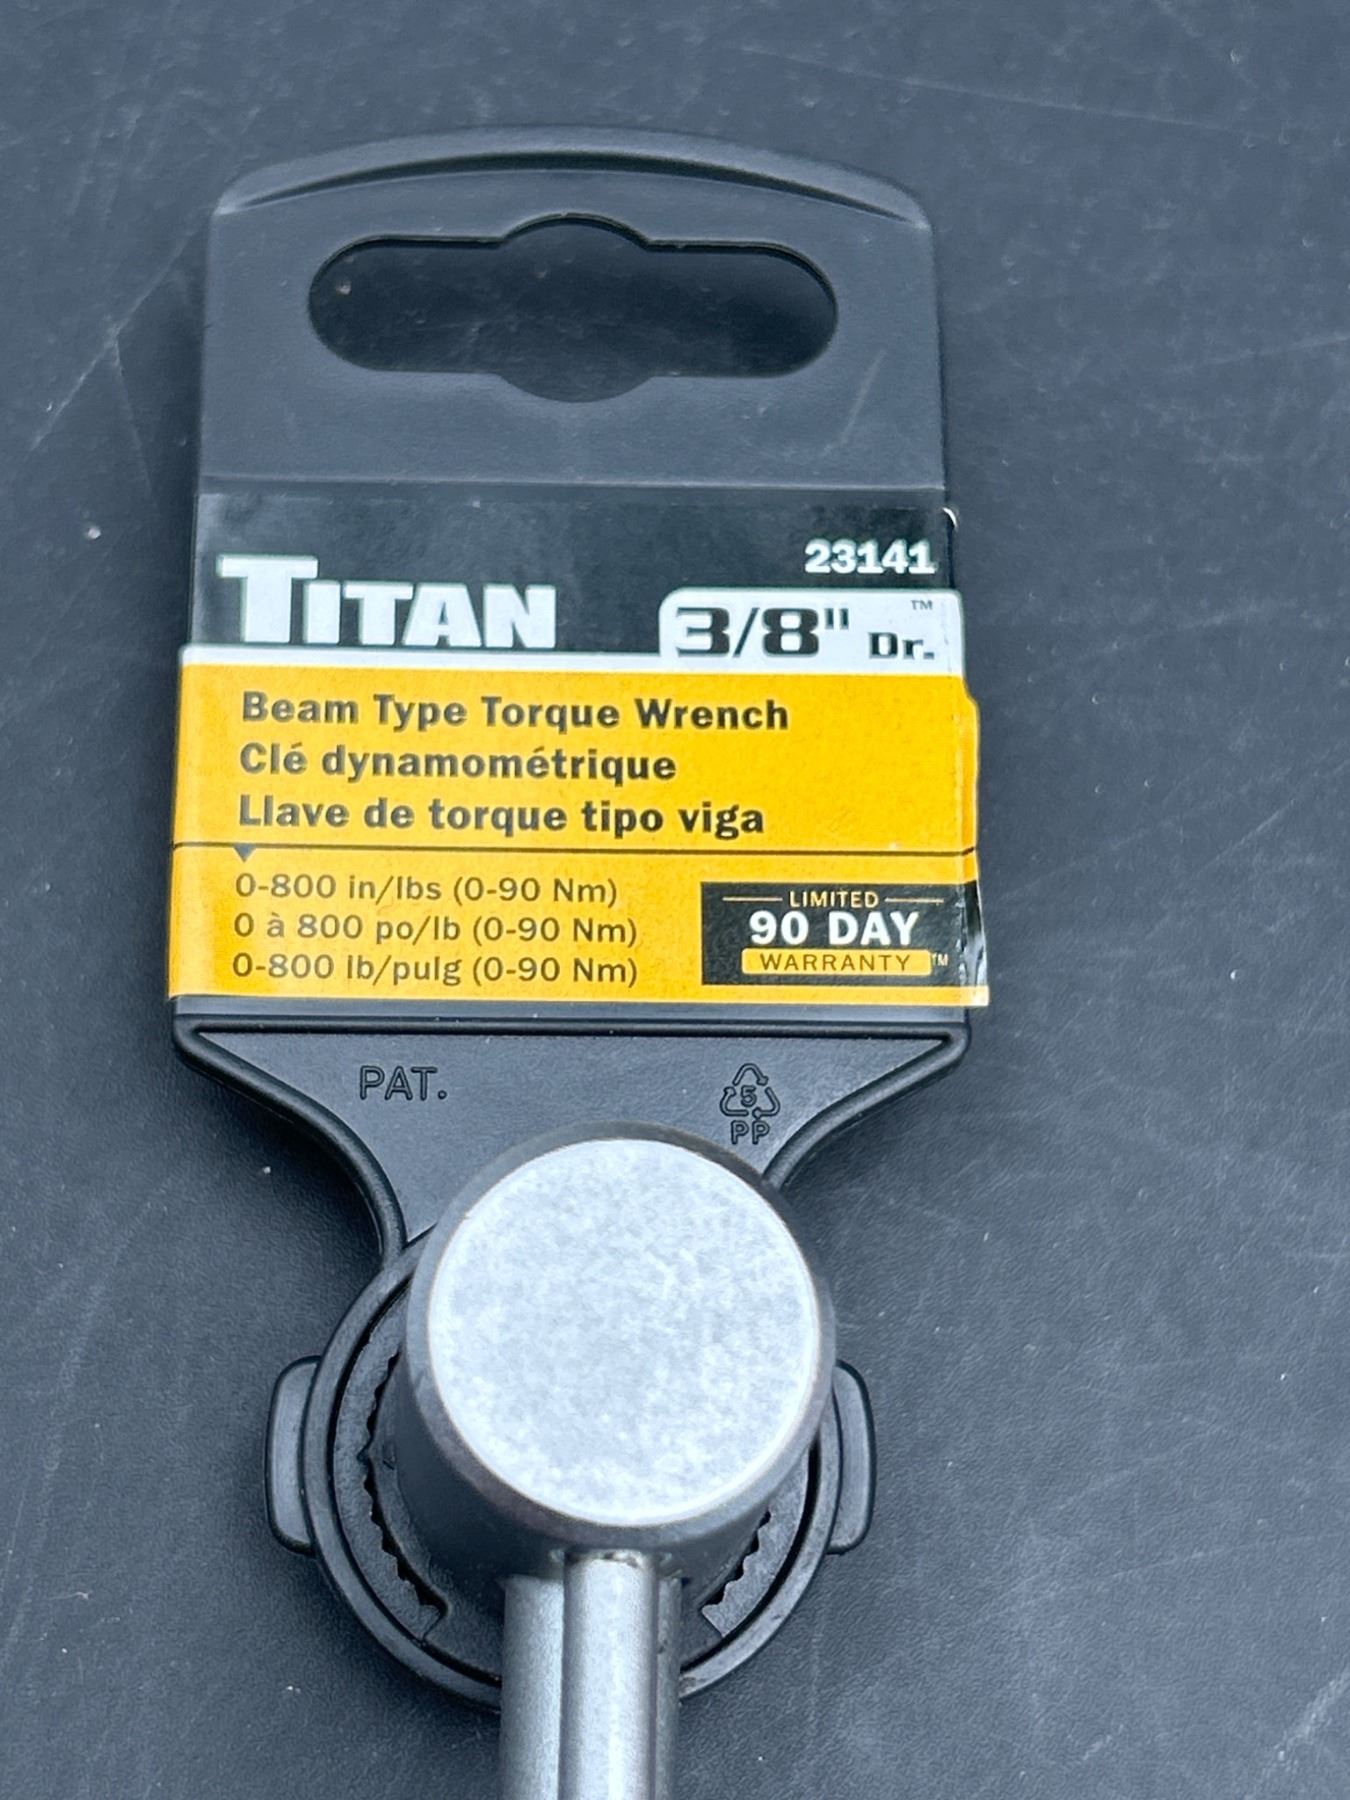 23141
TITAN
3/8" Dr.™
Beam Type Torque Wrench
Clé dynamométrique
Llave de torque tipo viga
0-800 in/lbs (0-90 Nm)
0 à 800 po/lb (0-90 Nm)
0-800 lb/pulg (0-90 Nm)
LIMITED
90 DAY
WARRANTY™
PAT.
5
PP